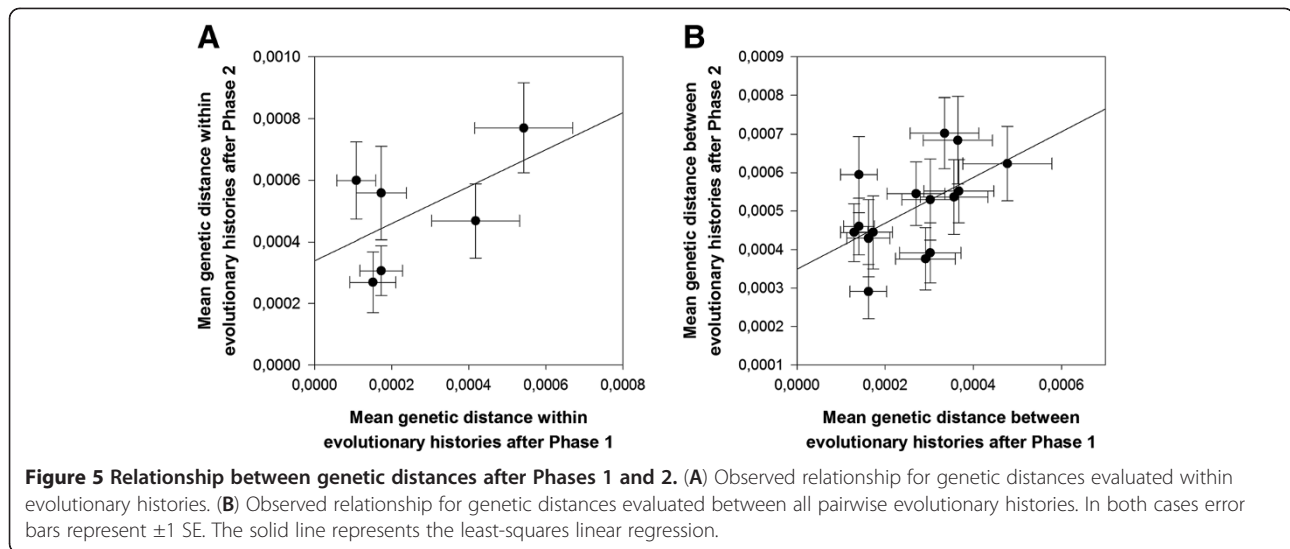 A
Mean genetic distance within
evolutionary histories after Phase 2
0,0010
0,0008
0,0006
0,0004
0,0002
0,0000
0,0000 0,0002 0,0004 0,0006 0,0008
Mean genetic distance within
evolutionary histories after Phase 1
B
Mean genetic distance between
evolutionary histories after Phase 2
0,0009
0,0008
0,0007
0,0006
0,0005
0,0004
0,0003
0,0002
0,0001
0,0000 0,0002 0,0004 0,0006
Mean genetic distance between
evolutionary histories after Phase 1
Figure 5 Relationship between genetic distances after Phases 1 and 2. (A) Observed relationship for genetic distances evaluated within
evolutionary histories. (B) Observed relationship for genetic distances evaluated between all pairwise evolutionary histories. In both cases error
bars represent ±1 SE. The solid line represents the least-squares linear regression.